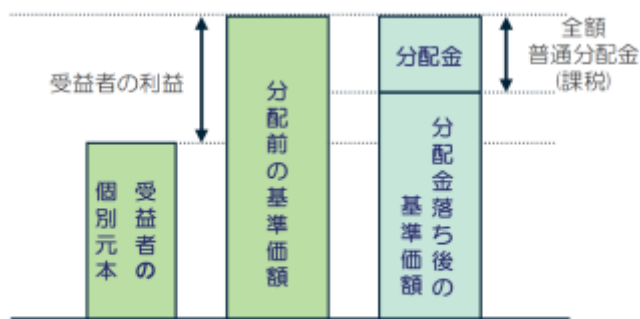 受益者の利益
受益者の
個別元本
分配前の基準価額
分配金
分配金落ち後の
基準価額
全額
普通分配金
(課税)